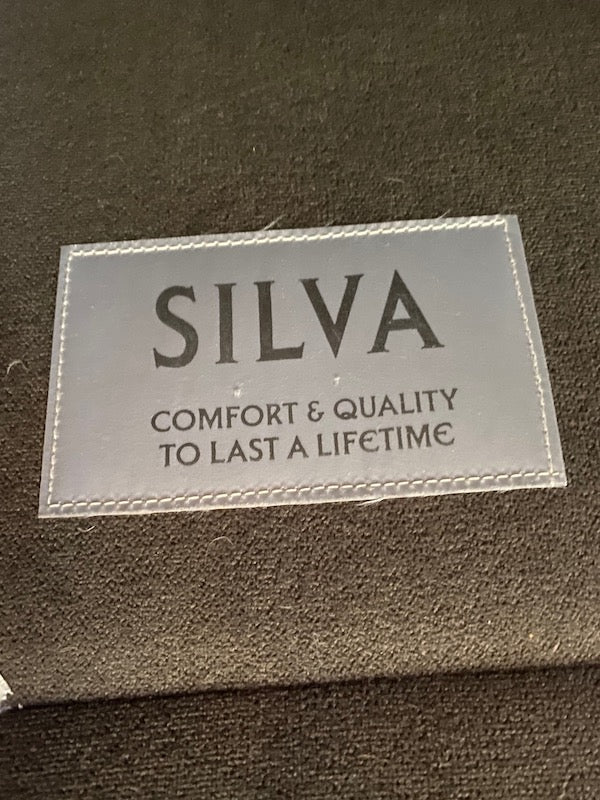 SILVA
COMFORT & QUALITY
TO LAST A LIFETIME